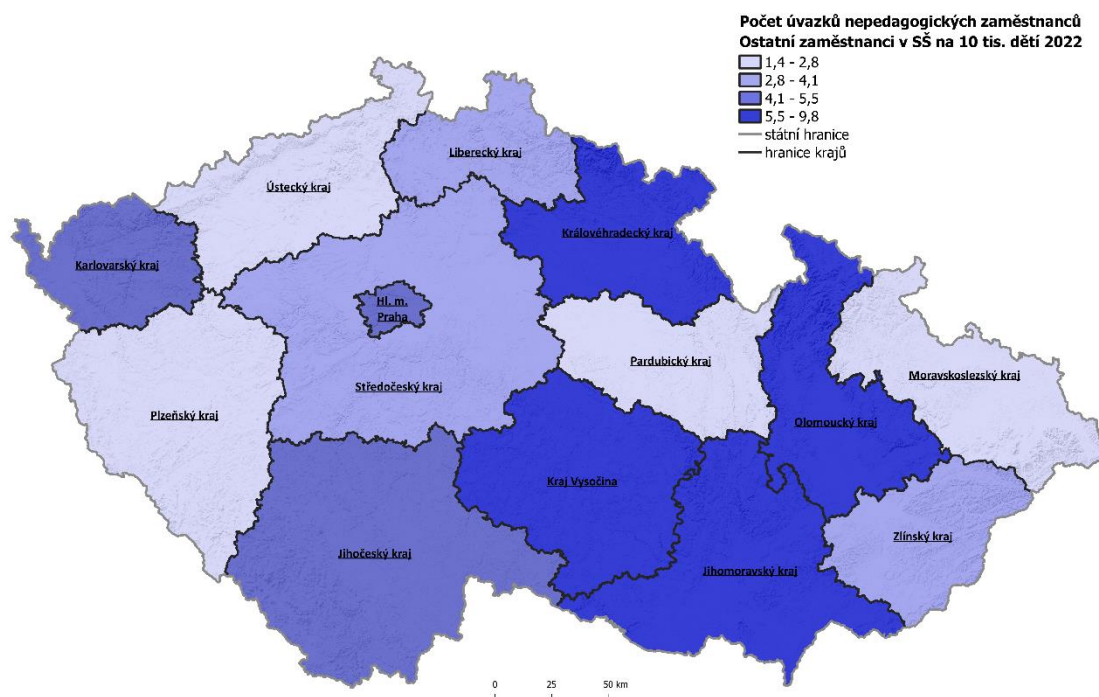 Počet úvazků nepedagogických zaměstnanců
Ostatní zaměstnanci v SŠ na 10 tis. dětí 2022
1,4 - 2,8
2,8 - 4,1
4,1 - 5,5
5,5 - 9,8
státní hranice
hranice krajů
Liberecký kraj
Ústecký kraj
Královéhradecký kraj
Karlovarský kraj
Hl. m.
Praha
Pardubický kraj
Moravskoslezský kraj
Středočeský kraj
Plzeňský kraj
Olomoucký kraj
Kraj Vysočina
Zlínský kraj
Jihočeský kraj
Jihomoravský kraj
0 25 50 km